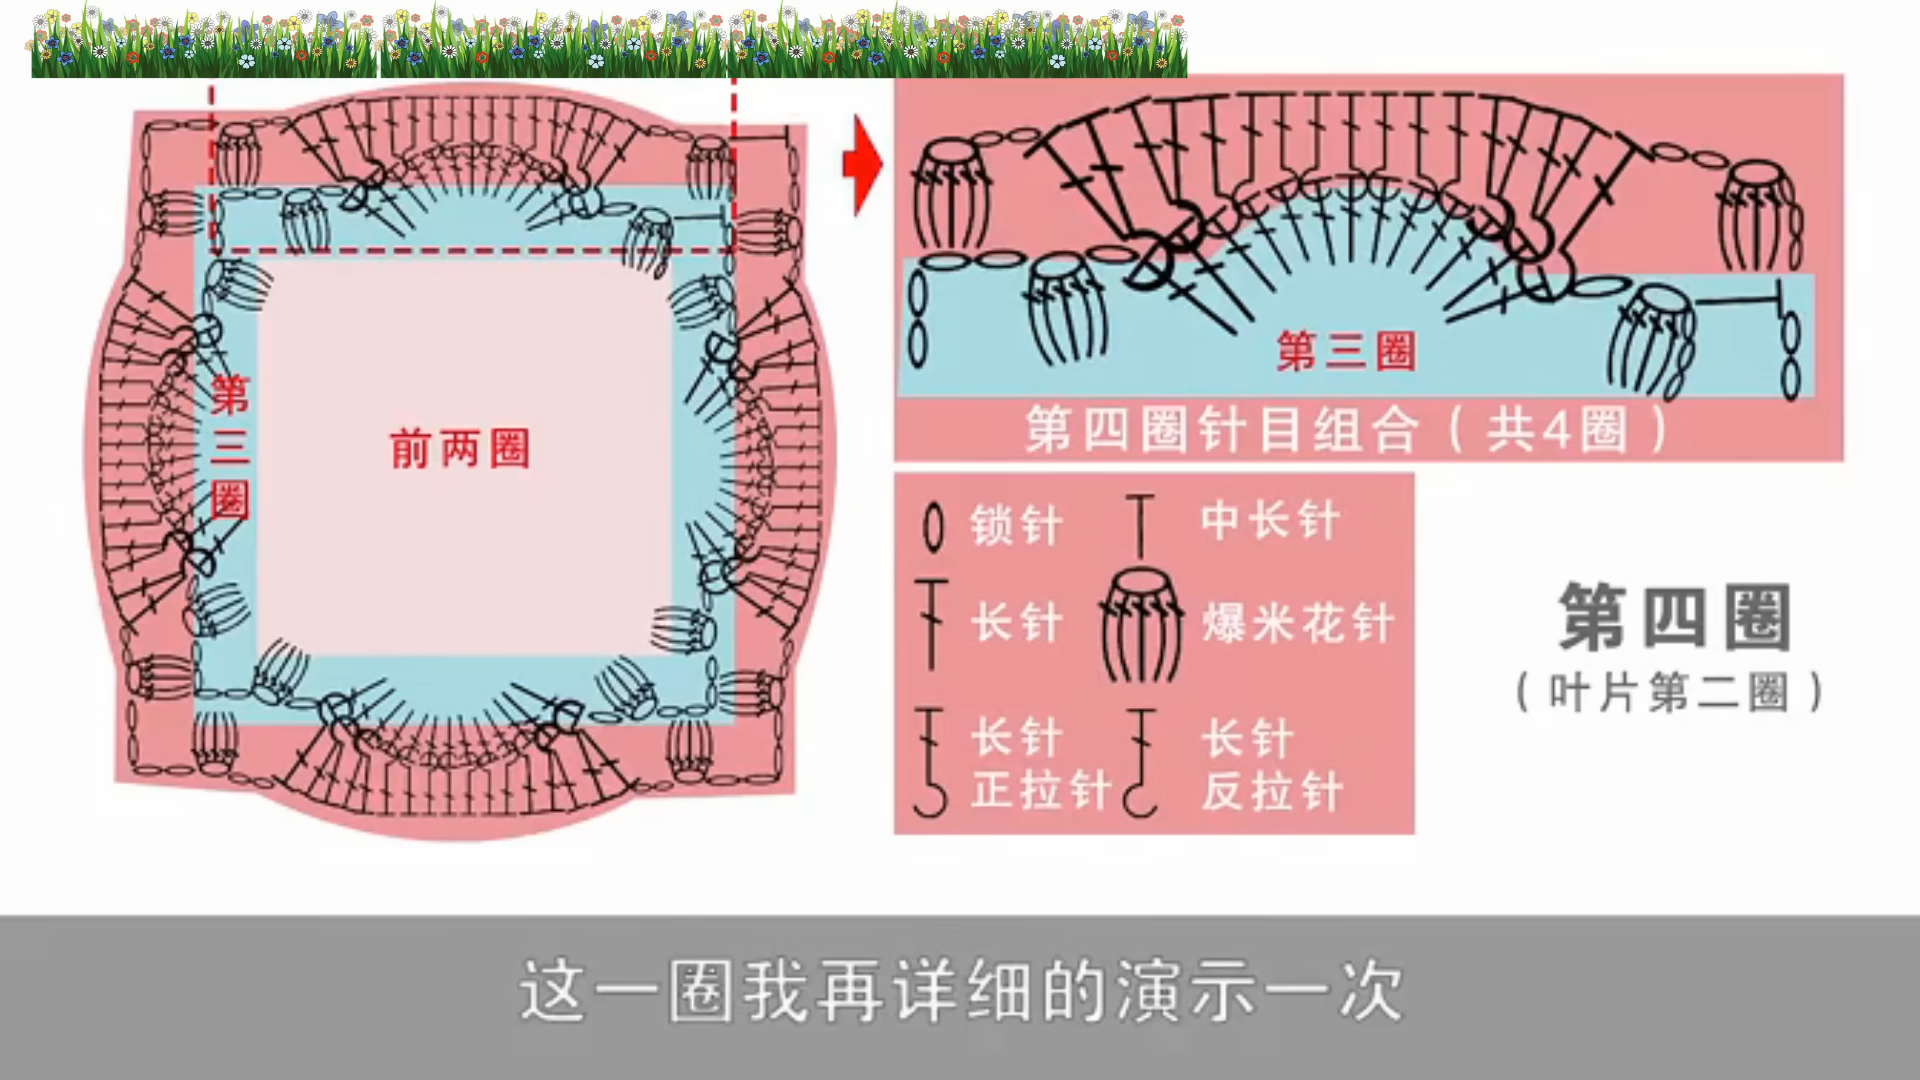 第三圈
前两圈
第三圈
第四圈针目组合（共4圈）
锁针
中长针
长针
爆米花针
长针
正拉针
长针
反拉针
第四圈
（叶片第二圈）
这一圈我再详细的演示一次